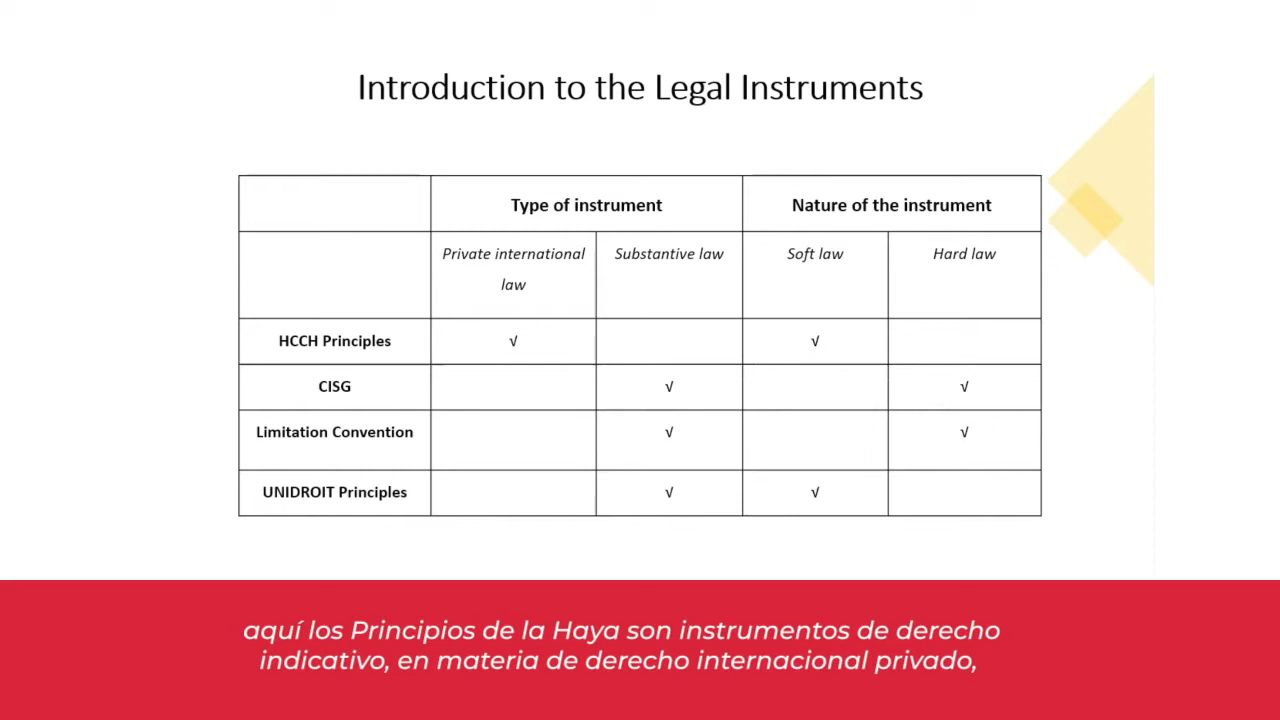 Introduction to the Legal Instruments
Type of instrument Nature of the instrument
Private international law Substantive law Soft law Hard law
HCCH Principles √ √
CISG √ √
Limitation Convention √ √
UNIDROIT Principles √ √
aquí los Principios de la Haya son instrumentos de derecho
indicativo, en materia de derecho internacional privado,